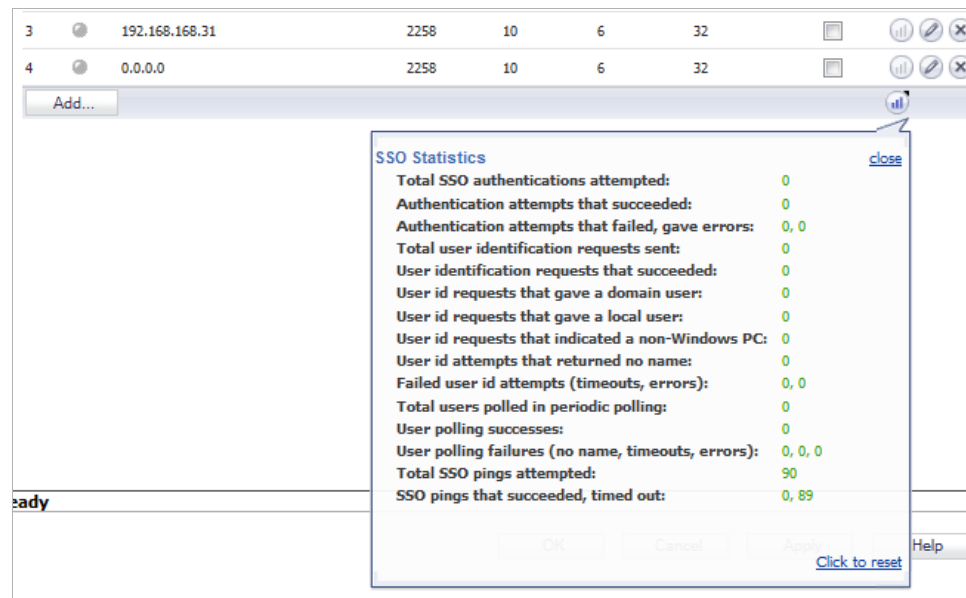 3 192.168.168.31 2258 10 6 32
4 0.0.0.0 2258 10 6 32
Add...
SSO Statistics close
Total SSO authentications attempted: 0
Authentication attempts that succeeded: 0
Authentication attempts that failed, gave errors: 0, 0
Total user identification requests sent: 0
User identification requests that succeeded: 0
User id requests that gave a domain user: 0
User id requests that gave a local user: 0
User id requests that indicated a non-Windows PC: 0
User id attempts that returned no name: 0
Failed user id attempts (timeouts, errors): 0, 0
Total users polled in periodic polling: 0
User polling successes: 0
User polling failures (no name, timeouts, errors): 0, 0, 0
Total SSO pings attempted: 90
SSO pings that succeeded, timed out: 0, 89
eady
OK Cancel Apply Help
Click to reset